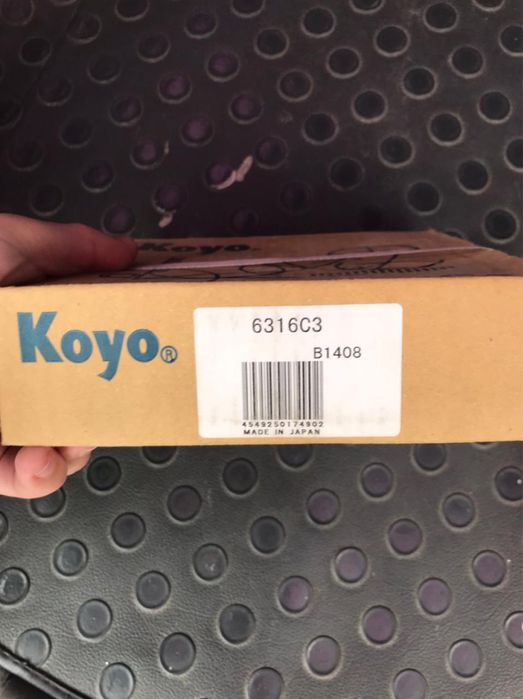 Koyo.
Koyo®
6316C3
B1408
4549250174902
MADE IN JAPAN